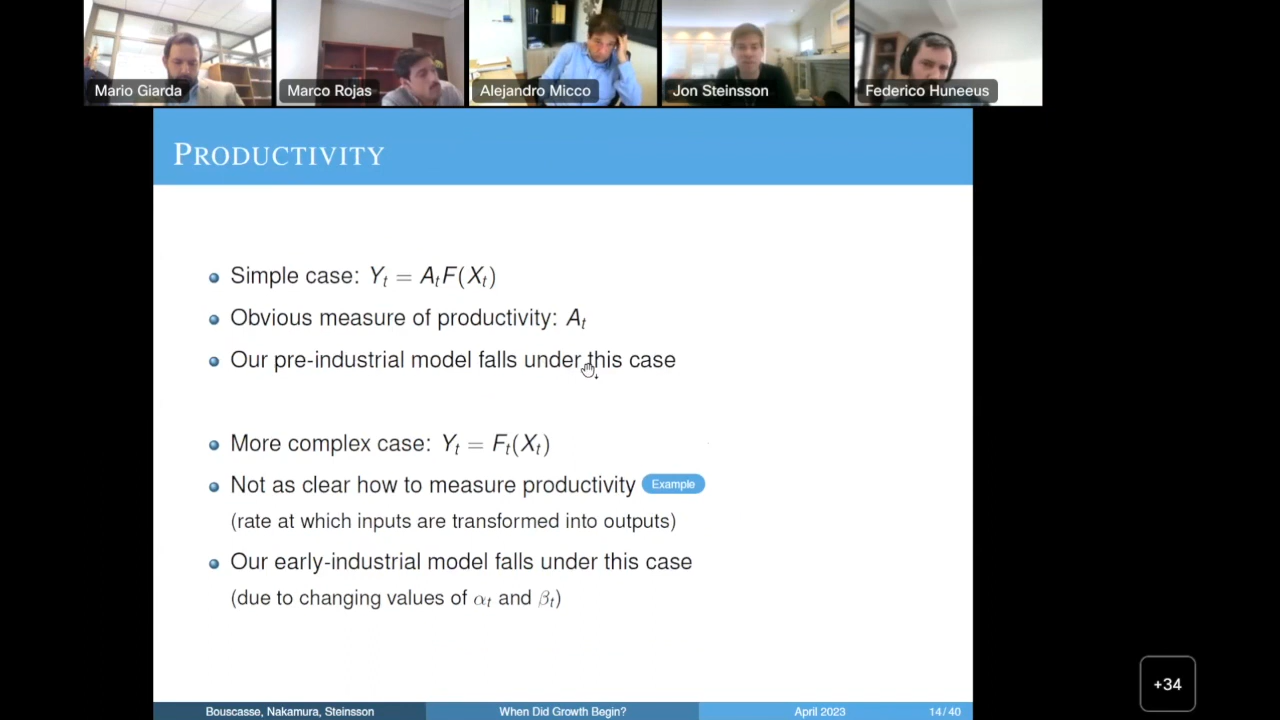 Mario Giarda
Marco Rojas
Alejandro Micco
Jon Steinsson
Federico Huneeus
PRODUCTIVITY
Simple case: Yₜ = AₜF(Xₜ)
Obvious measure of productivity: Aₜ
Our pre-industrial model falls under this case
More complex case: Yₜ = Fₜ(Xₜ)
Not as clear how to measure productivity Example
(rate at which inputs are transformed into outputs)
Our early-industrial model falls under this case
(due to changing values of αₜ and βₜ)
Bouscasse, Nakamura, Steinsson When Did Growth Begin? April 2023 14 / 40
+34